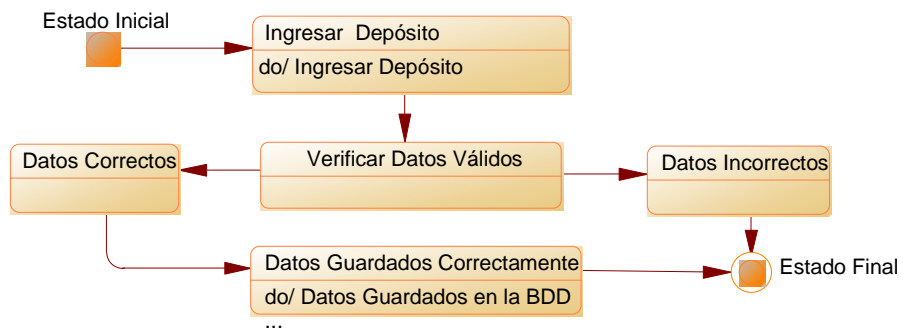 Estado Inicial
Ingresar  Depósito
do/ Ingresar Depósito
Datos Correctos
Verificar Datos Válidos
Datos Incorrectos
Datos Guardados Correctamente
do/ Datos Guardados en la BDD
...
Estado Final